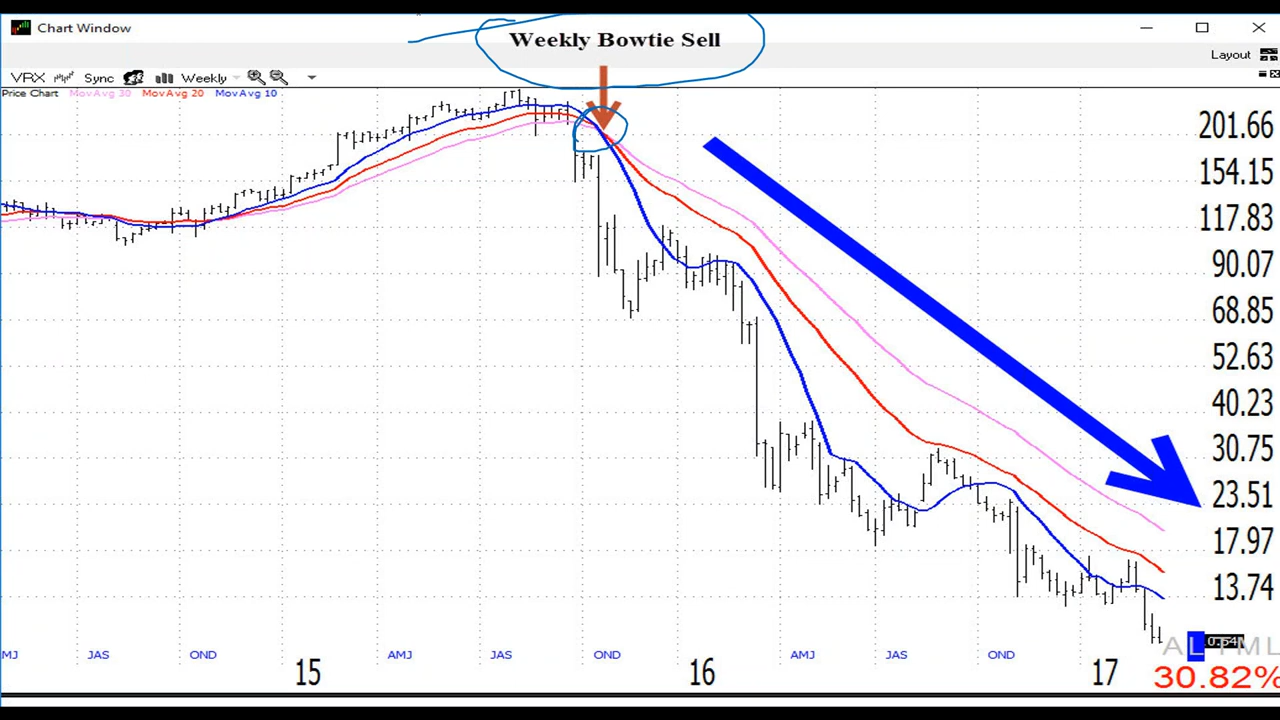 Chart Window
Weekly Bowtie Sell
Layout
VRX Sync Weekly
Price Chart MovAvg 30 MovAvg 20 MovAvg 10
201.66
154.15
117.83
90.07
68.85
52.63
40.23
30.75
23.51
17.97
13.74
MJ JAS OND AMJ JAS OND AMJ JAS OND
15 16 17
30.82%